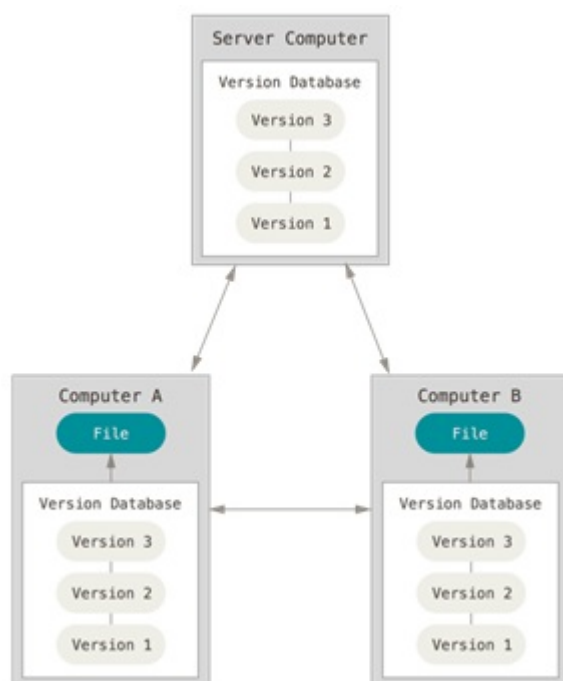 Server Computer
Version Database
Version 3
Version 2
Version 1
Computer A
File
Version Database
Version 3
Version 2
Version 1
Computer B
File
Version Database
Version 3
Version 2
Version 1